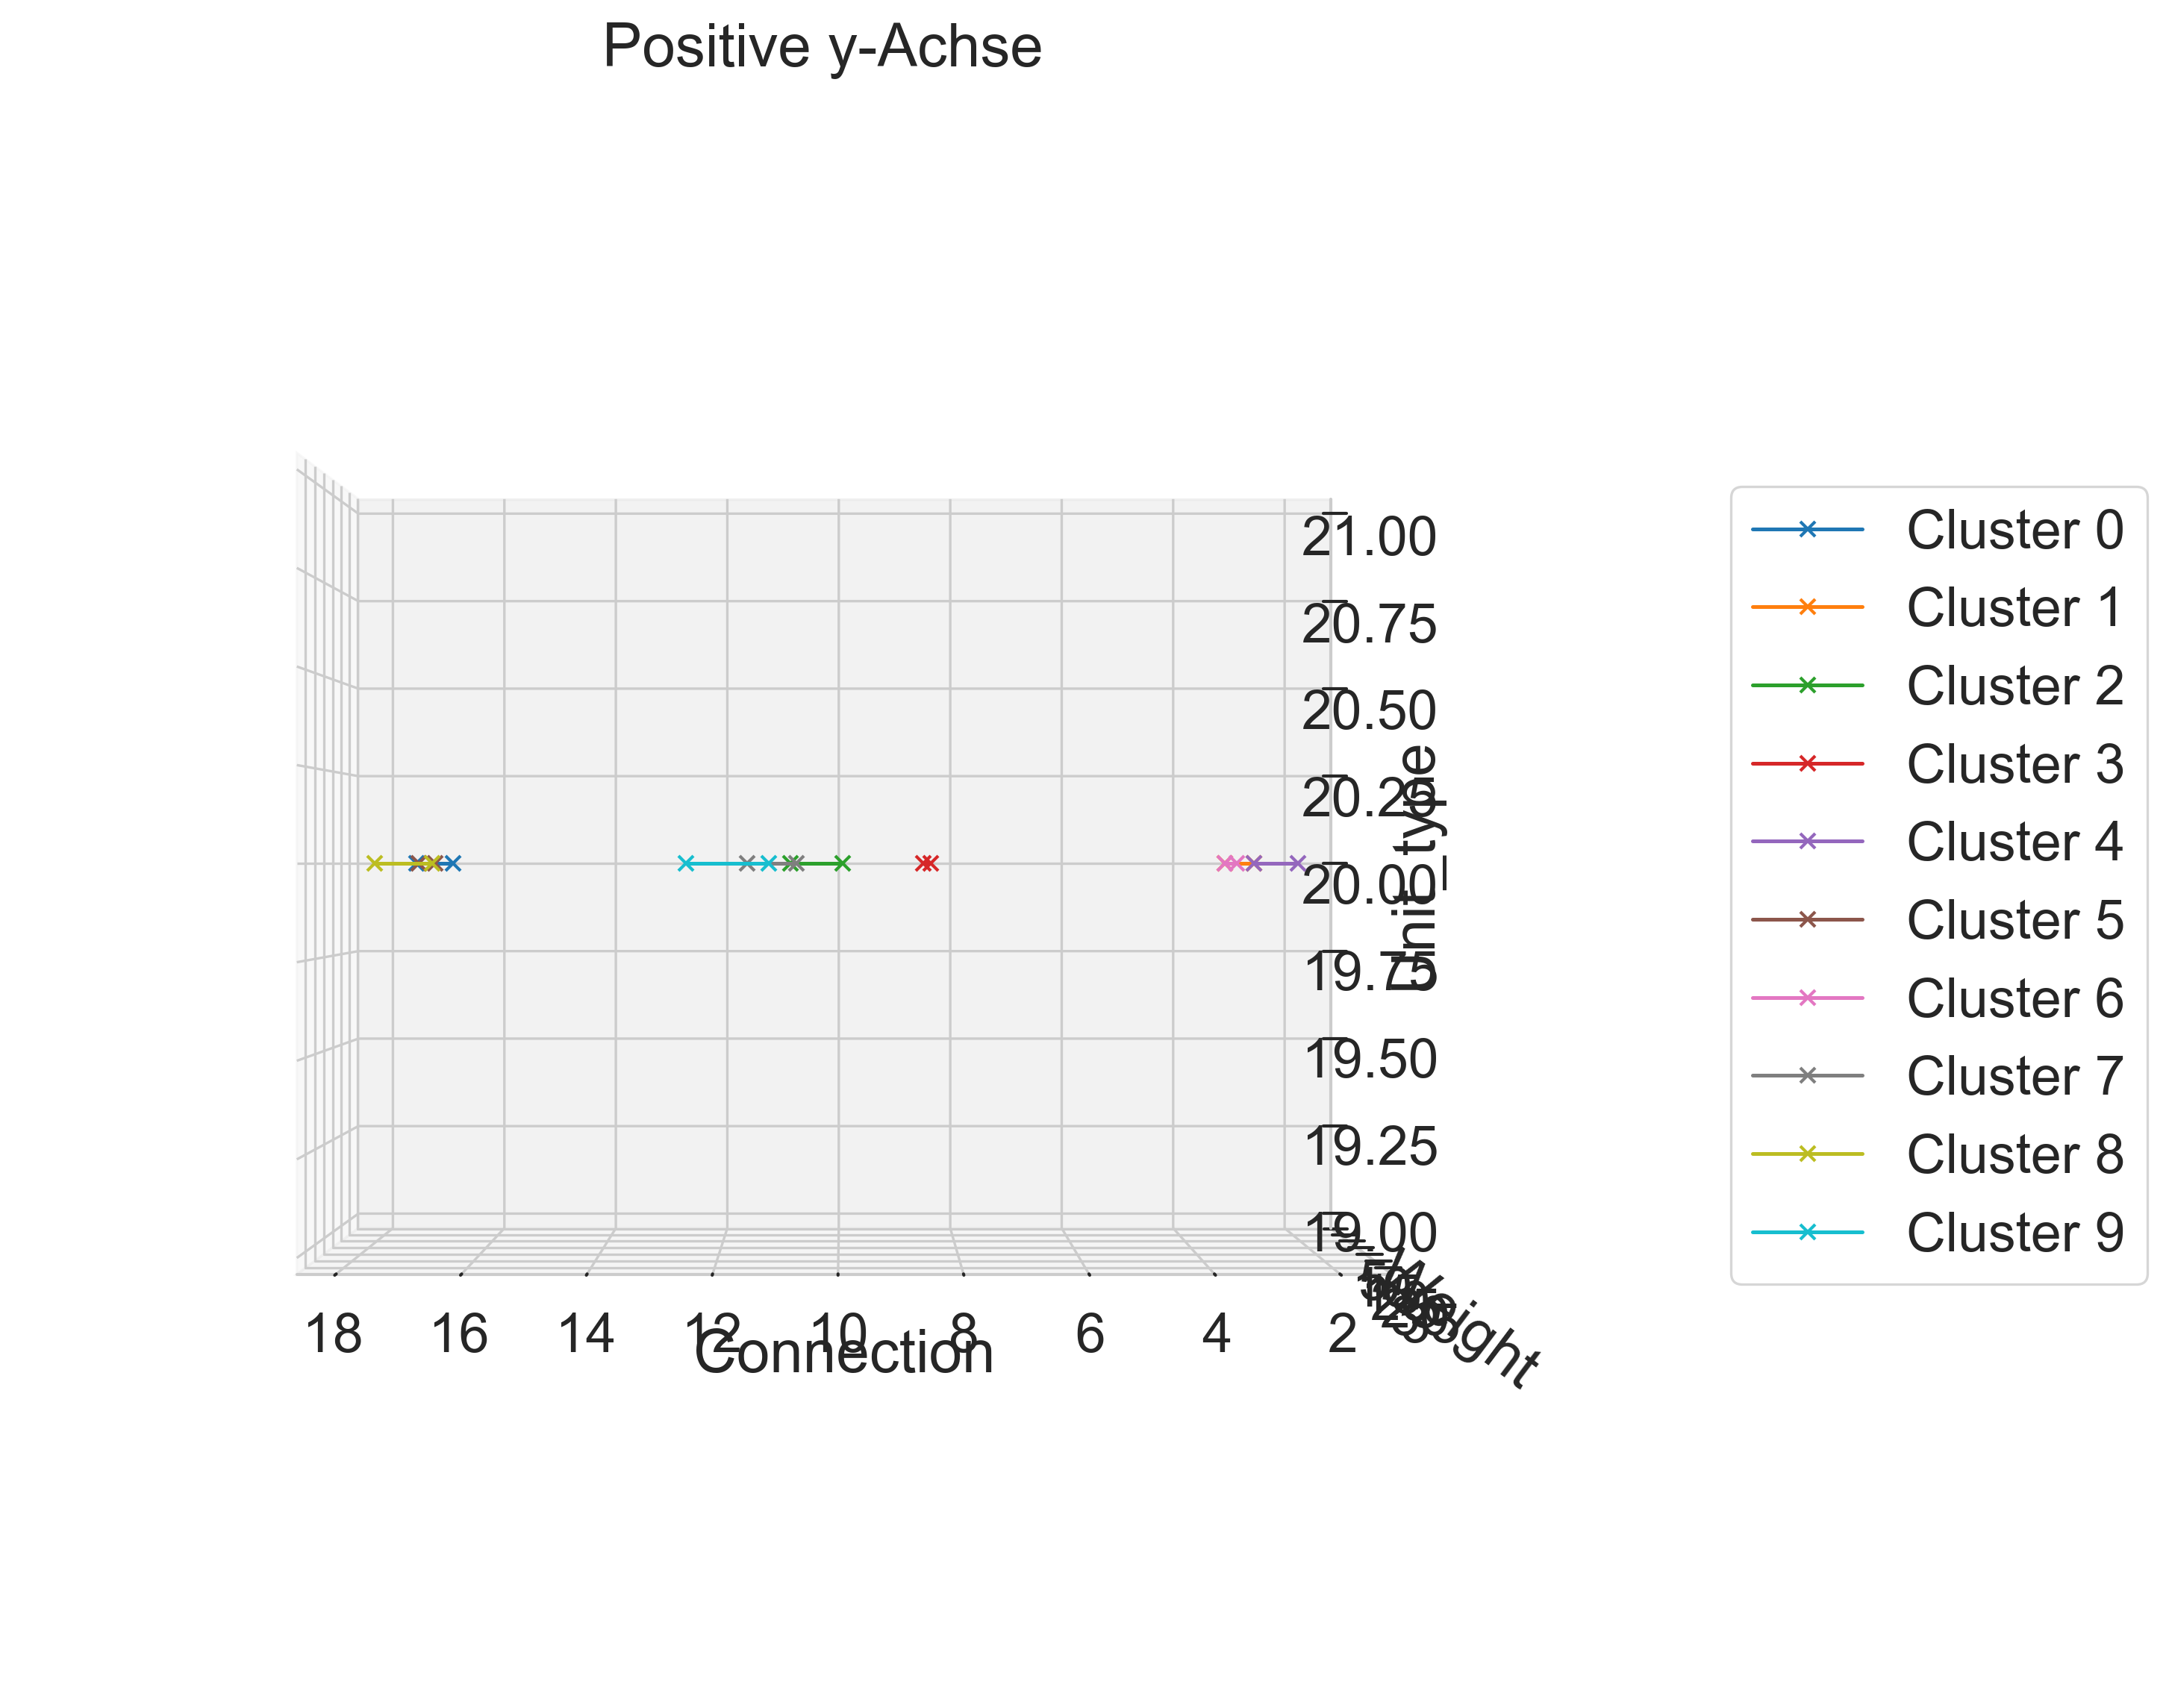 Positive y-Achse
21.00
20.75
20.50
20.25
20.00
19.75
19.50
19.25
19.00
Unit_type
18 16 14 12 10 8 6 4 2
Connection
Cluster 0
Cluster 1
Cluster 2
Cluster 3
Cluster 4
Cluster 5
Cluster 6
Cluster 7
Cluster 8
Cluster 9